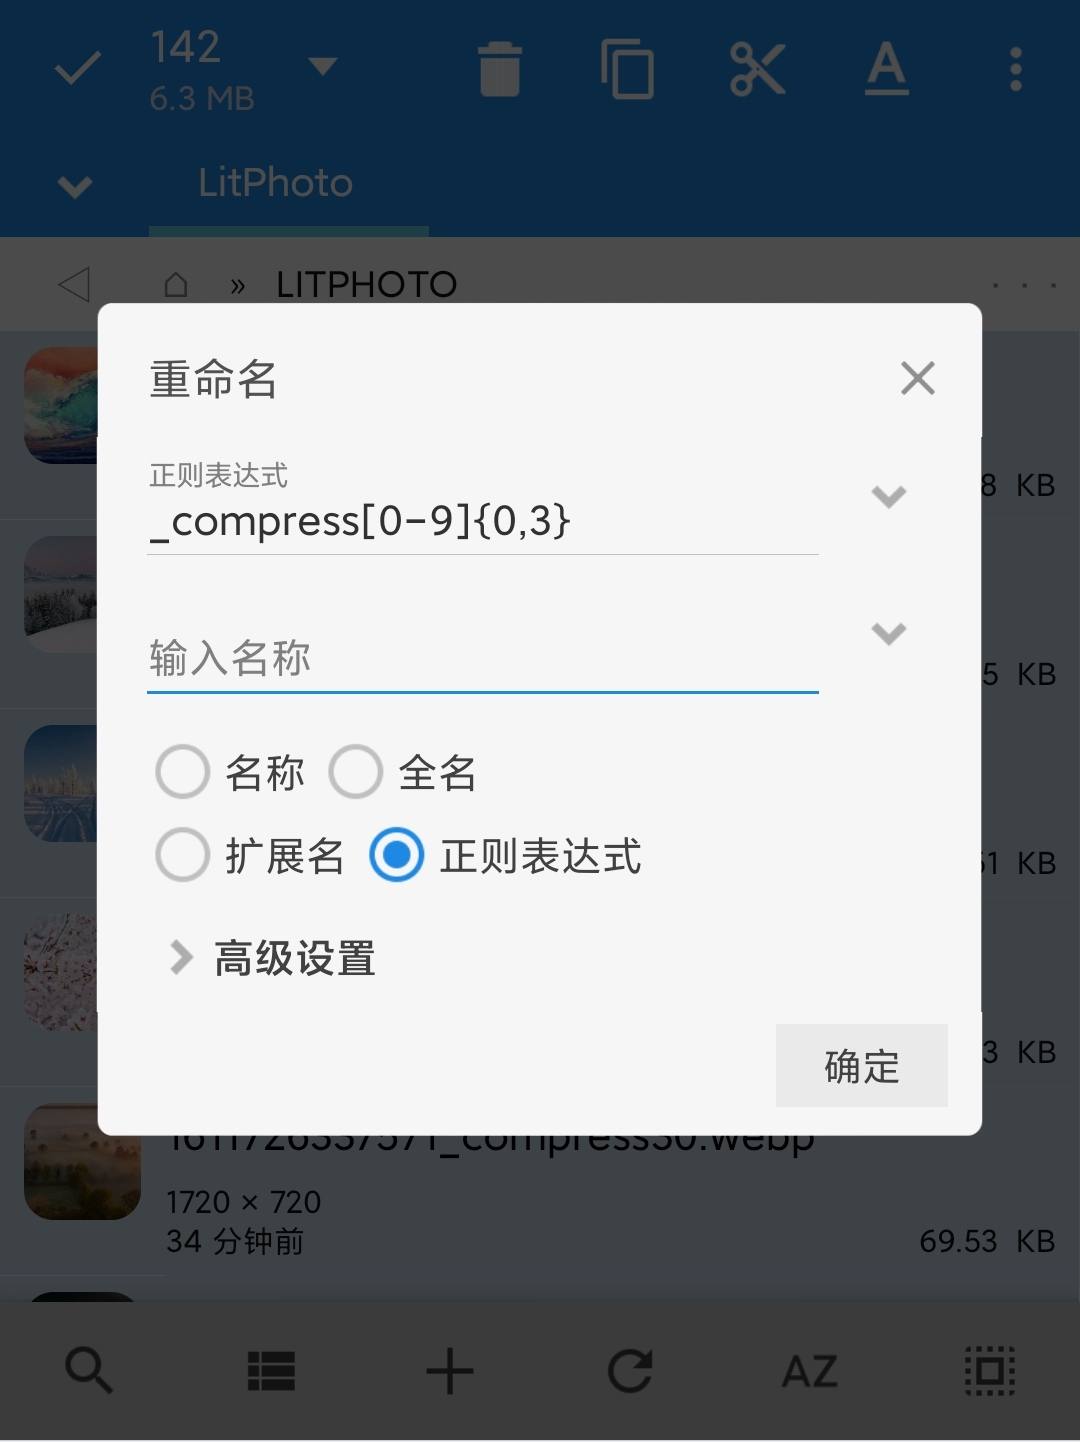 142
6.3 MB
LitPhoto
» LITPHOTO
重命名
正则表达式
_compress[0-9]{0,3}
输入名称
名称 全名
扩展名 正则表达式
高级设置
确定
8 KB
5 KB
51 KB
3 KB
1611726337571_compress30.webp
1720 × 720
34 分钟前
69.53 KB
AZ